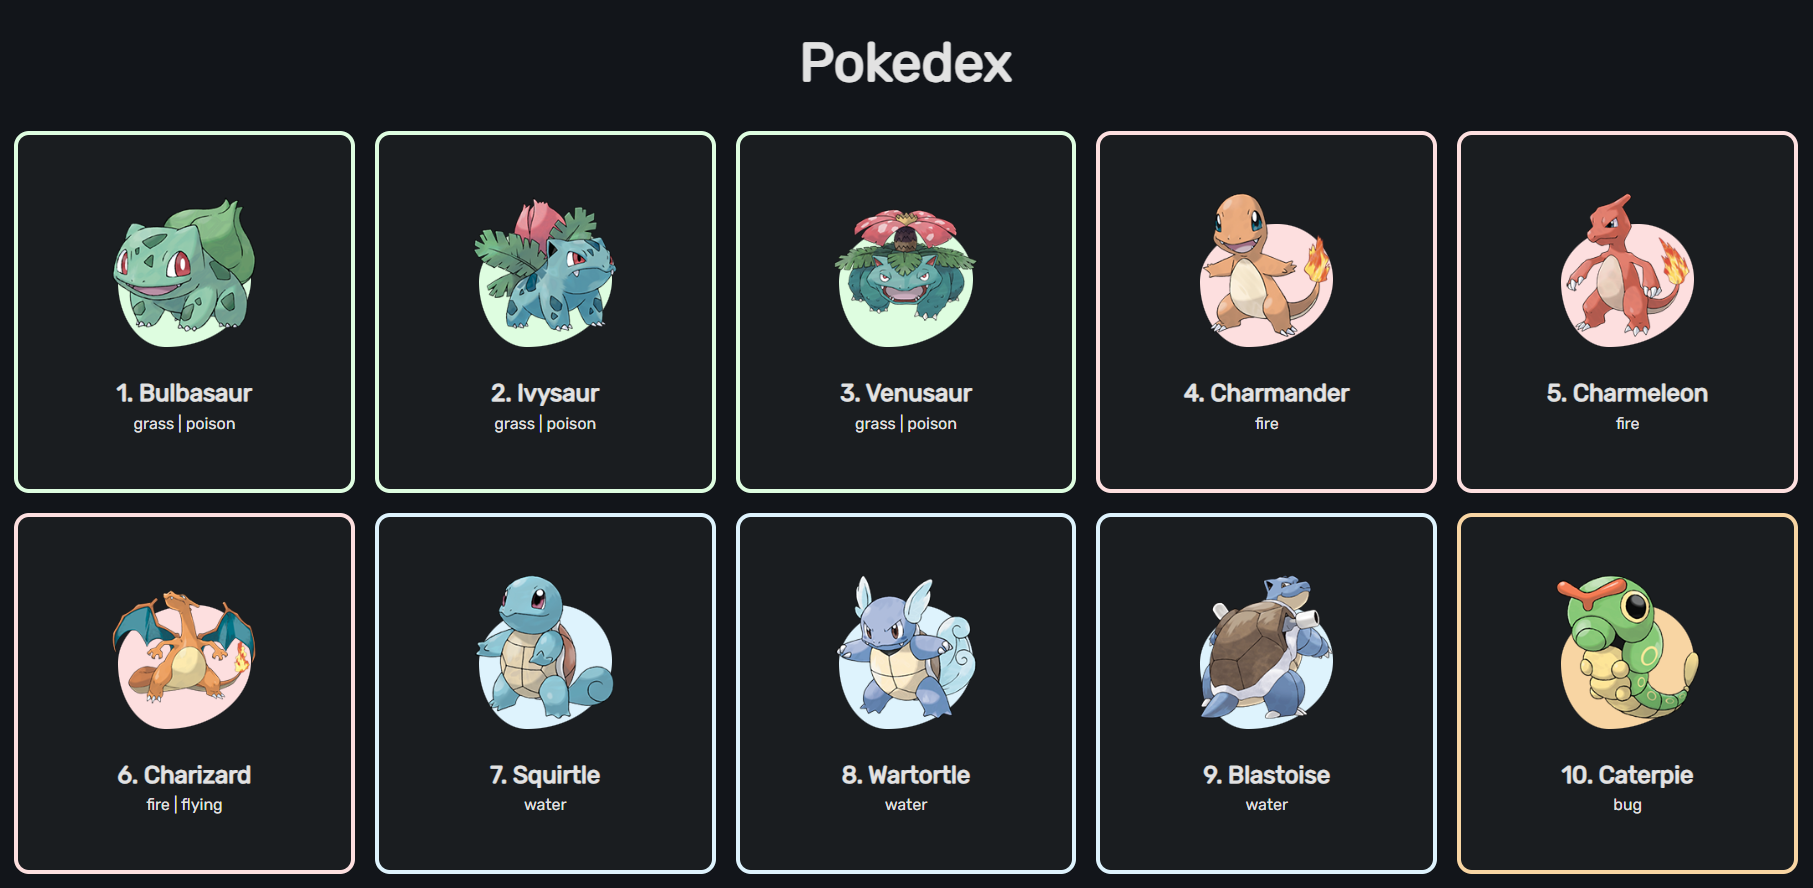 Pokedex
1. Bulbasaur
grass | poison
2. Ivysaur
grass | poison
3. Venusaur
grass | poison
4. Charmander
fire
5. Charmeleon
fire
6. Charizard
fire | flying
7. Squirtle
water
8. Wartortle
water
9. Blastoise
water
10. Caterpie
bug